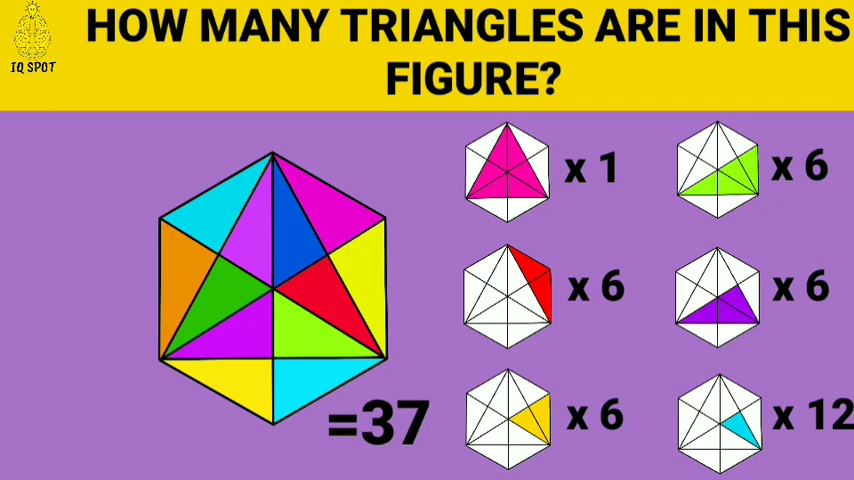 HOW MANY TRIANGLES ARE IN THIS
FIGURE?
IQ SPOT
x 1
x 6
x 6
x 6
x 6
x 12
=37